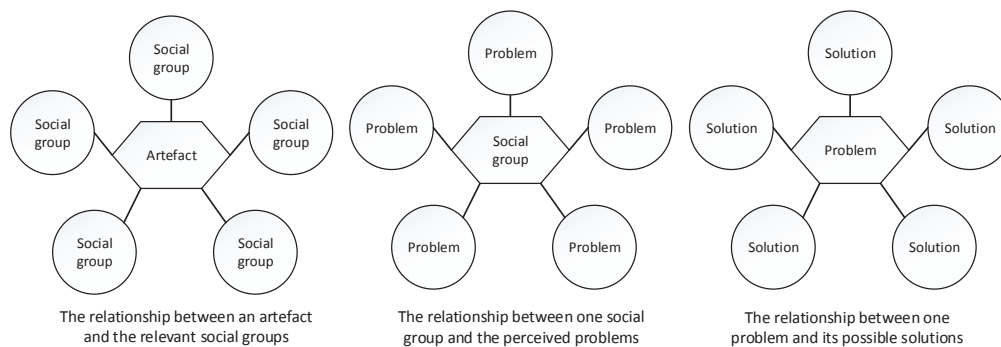 Social
group
Social
group
Artefact
Social
group
Social
group
Social
group
The relationship between an artefact
and the relevant social groups
Problem
Problem
Social
group
Problem
Problem
Problem
The relationship between one social
group and the perceived problems
Solution
Solution
Problem
Solution
Solution
Solution
The relationship between one
problem and its possible solutions